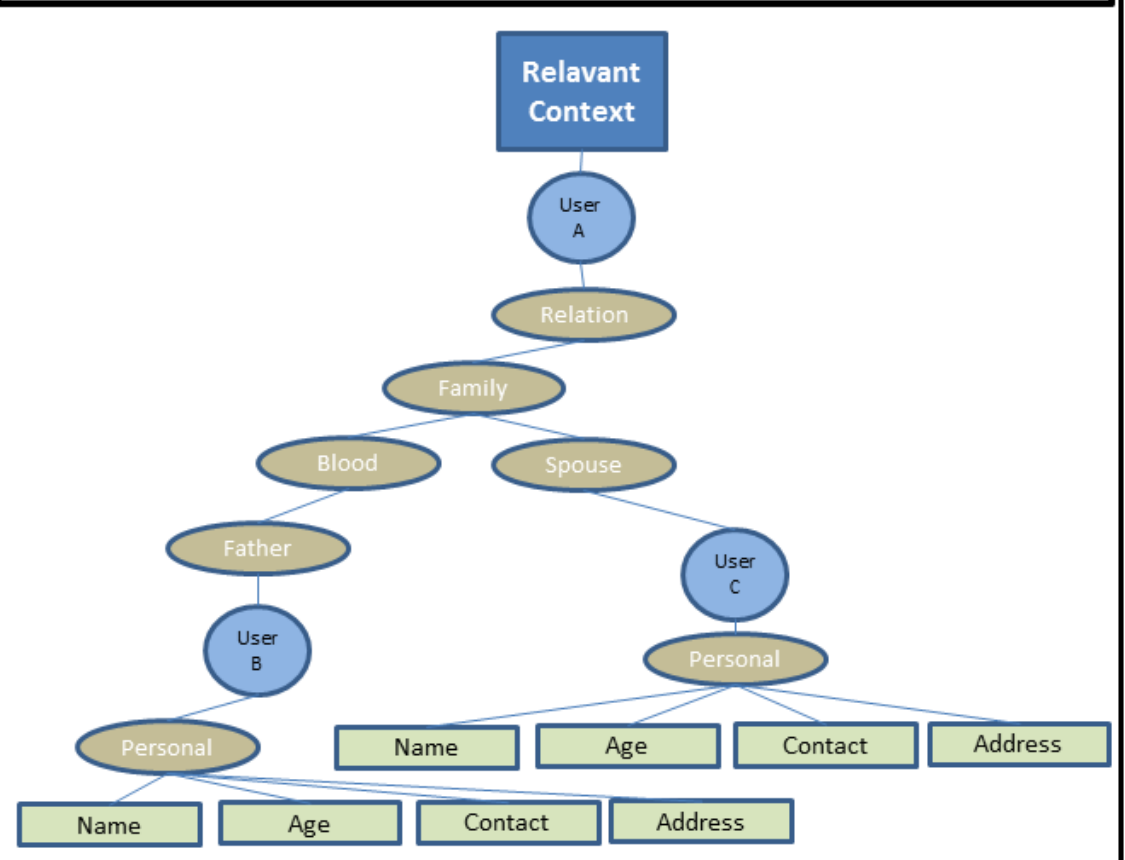 Relavant
Context
User
A
Relation
Family
Blood
Spouse
Father
User
C
User
B
Personal
Personal
Name
Age
Contact
Address
Name
Age
Contact
Address